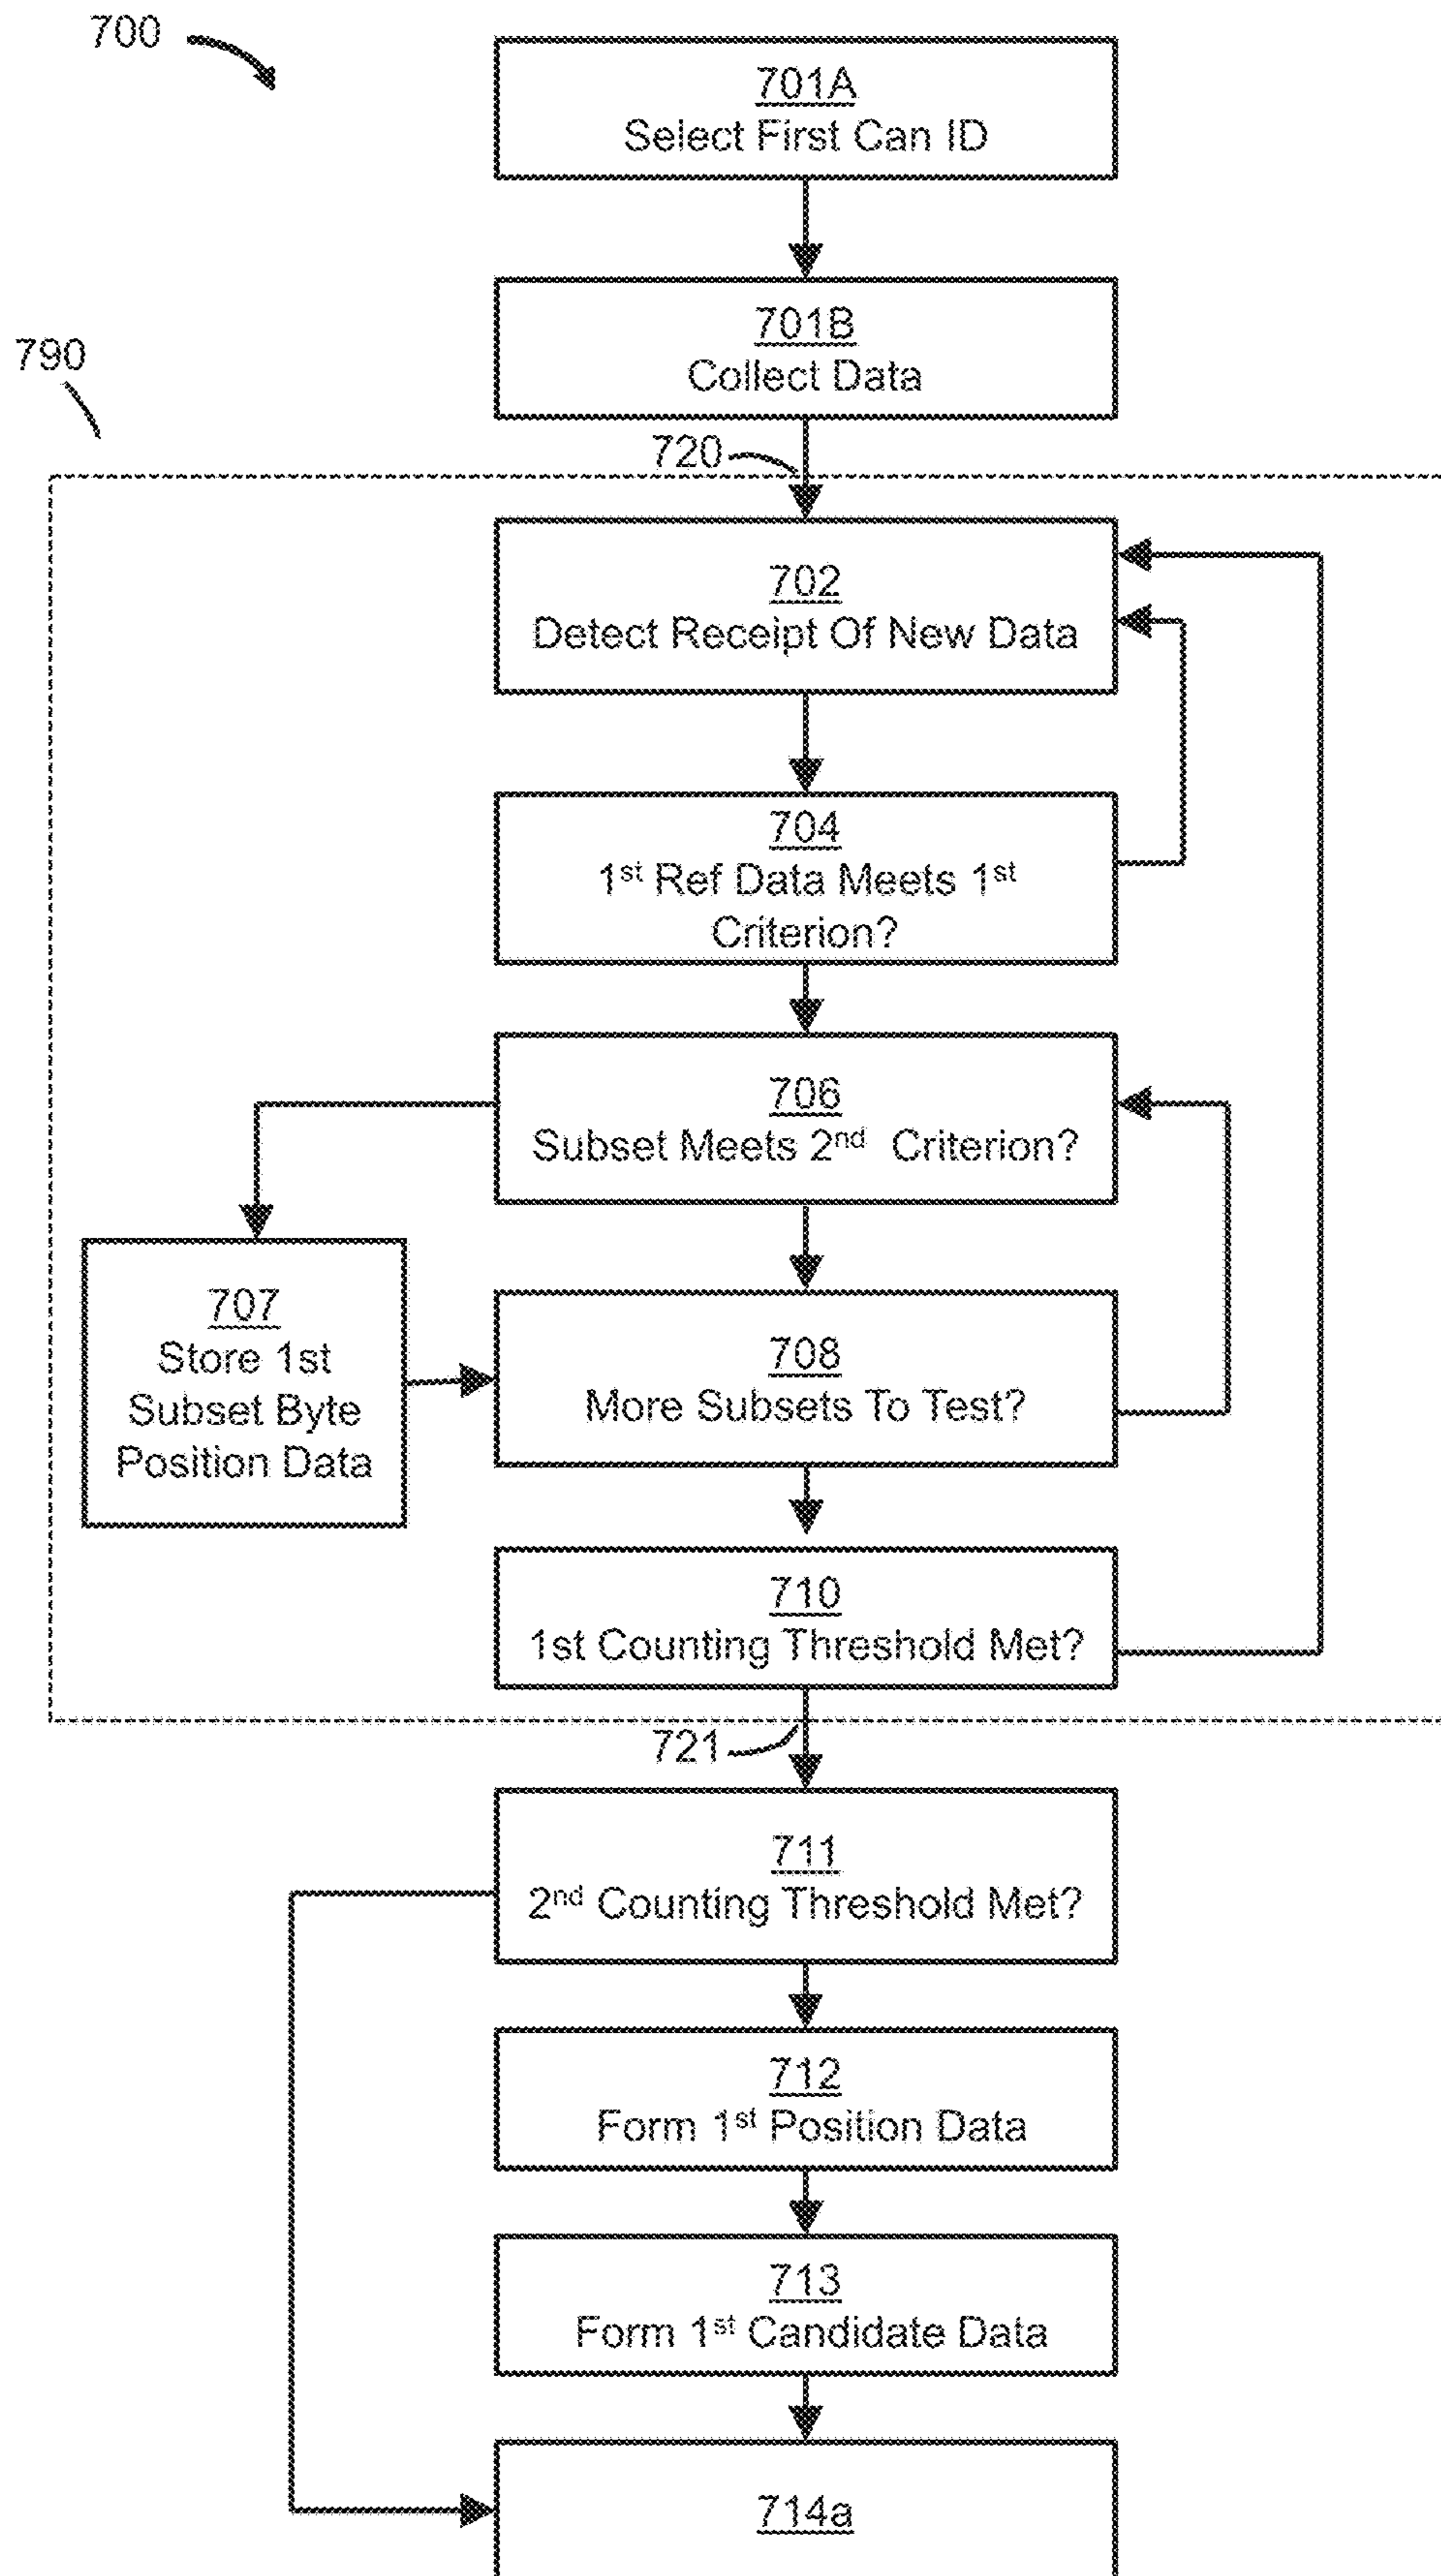 700
701A
Select First Can ID
701B
Collect Data
790
720
702
Detect Receipt Of New Data
704
1st Ref Data Meets 1st
Criterion?
706
Subset Meets 2nd Criterion?
707
Store 1st
Subset Byte
Position Data
708
More Subsets To Test?
710
1st Counting Threshold Met?
721
711
2nd Counting Threshold Met?
712
Form 1st Position Data
713
Form 1st Candidate Data
714a